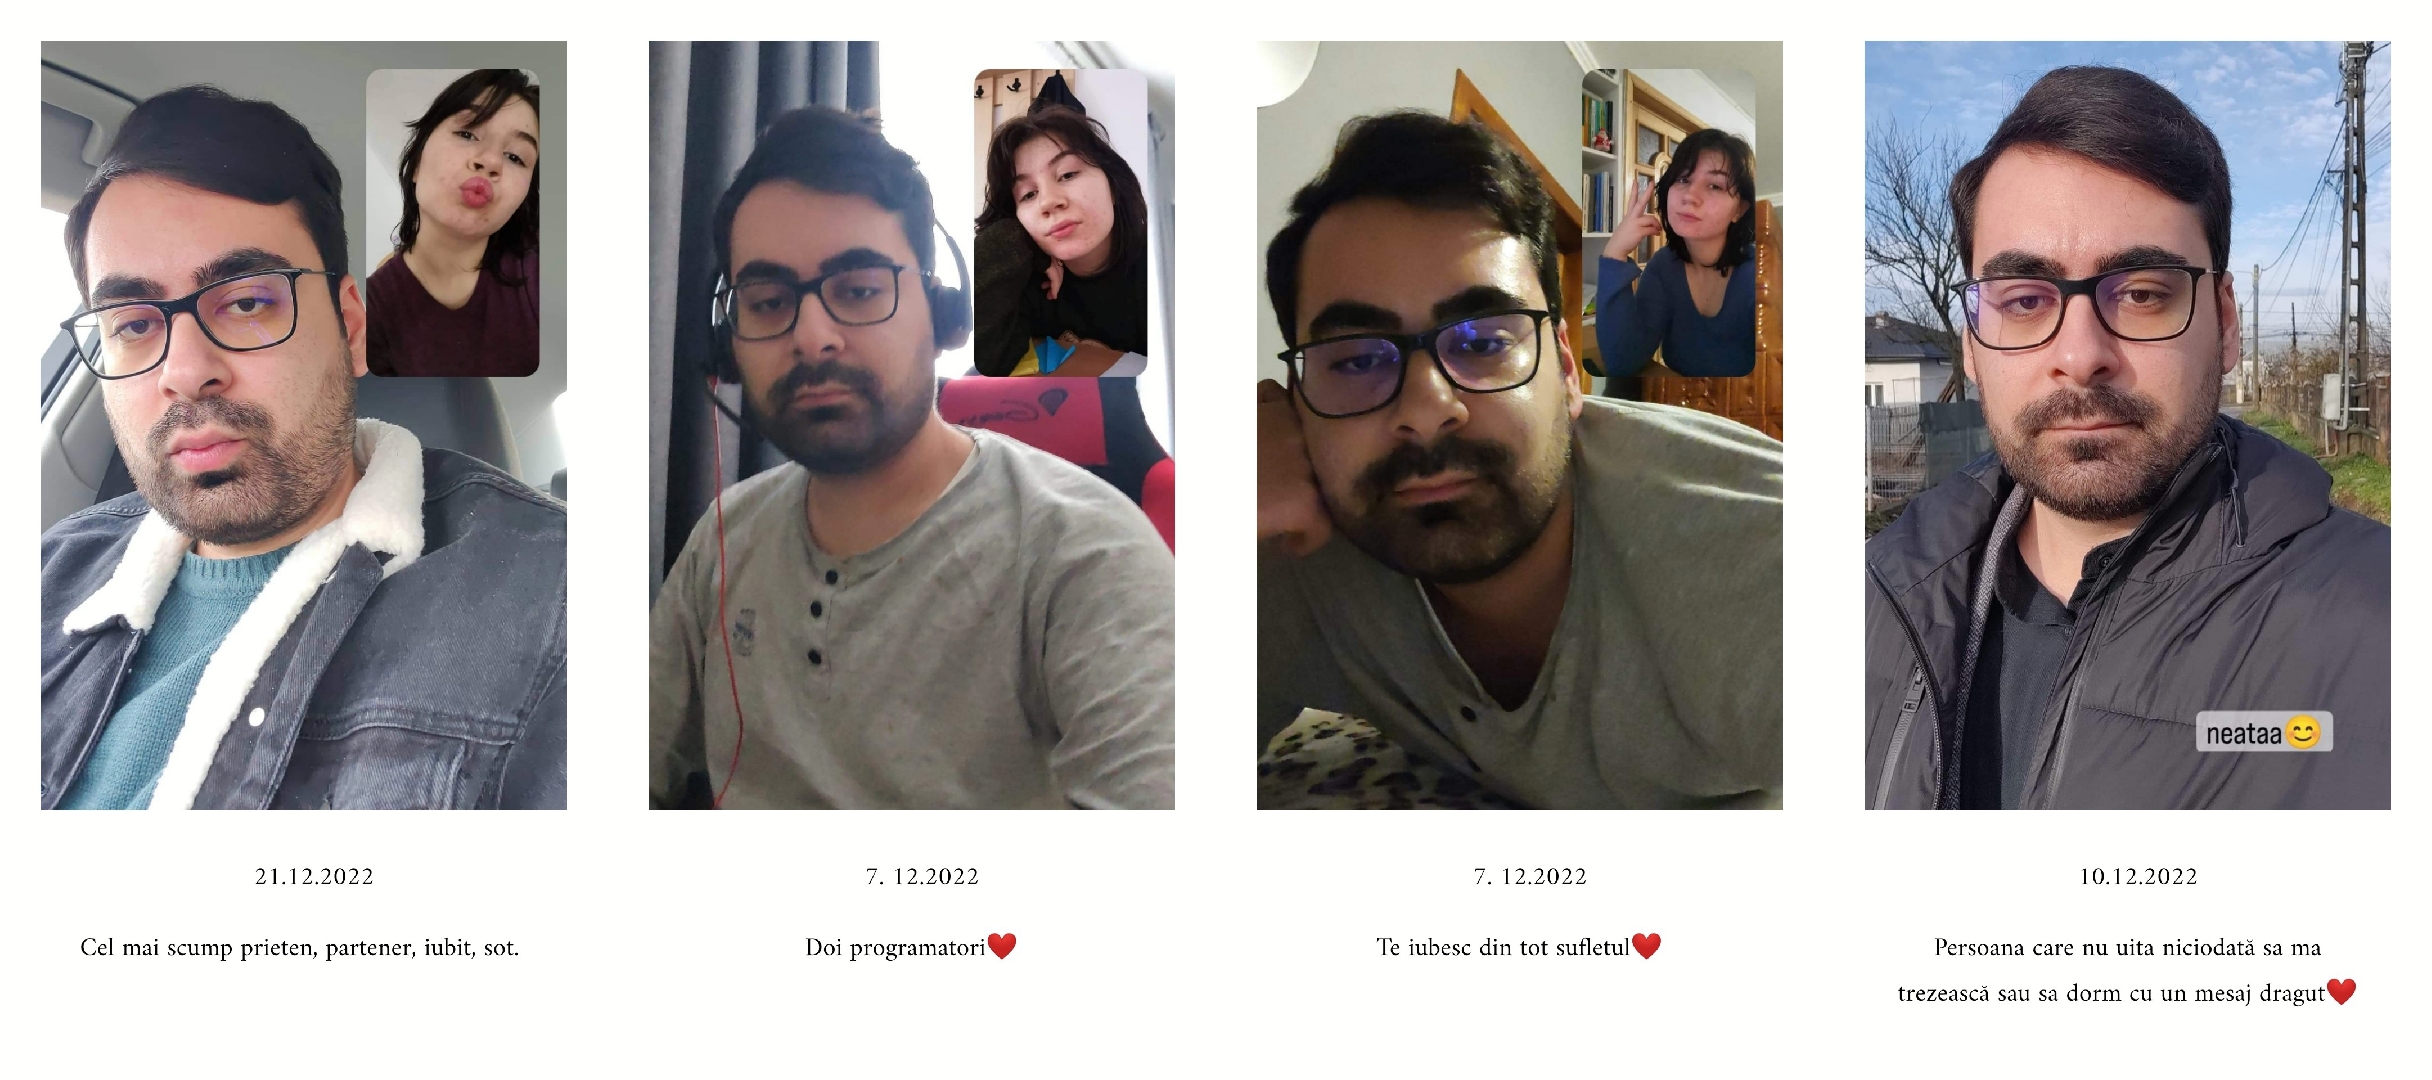 neataa😊
21.12.2022
Cel mai scump prieten, partener, iubit, sot.
7. 12.2022
Doi programatori❤️
7. 12.2022
Te iubesc din tot sufletul❤️
10.12.2022
Persoana care nu uita niciodată sa ma
trezească sau sa dorm cu un mesaj dragut❤️